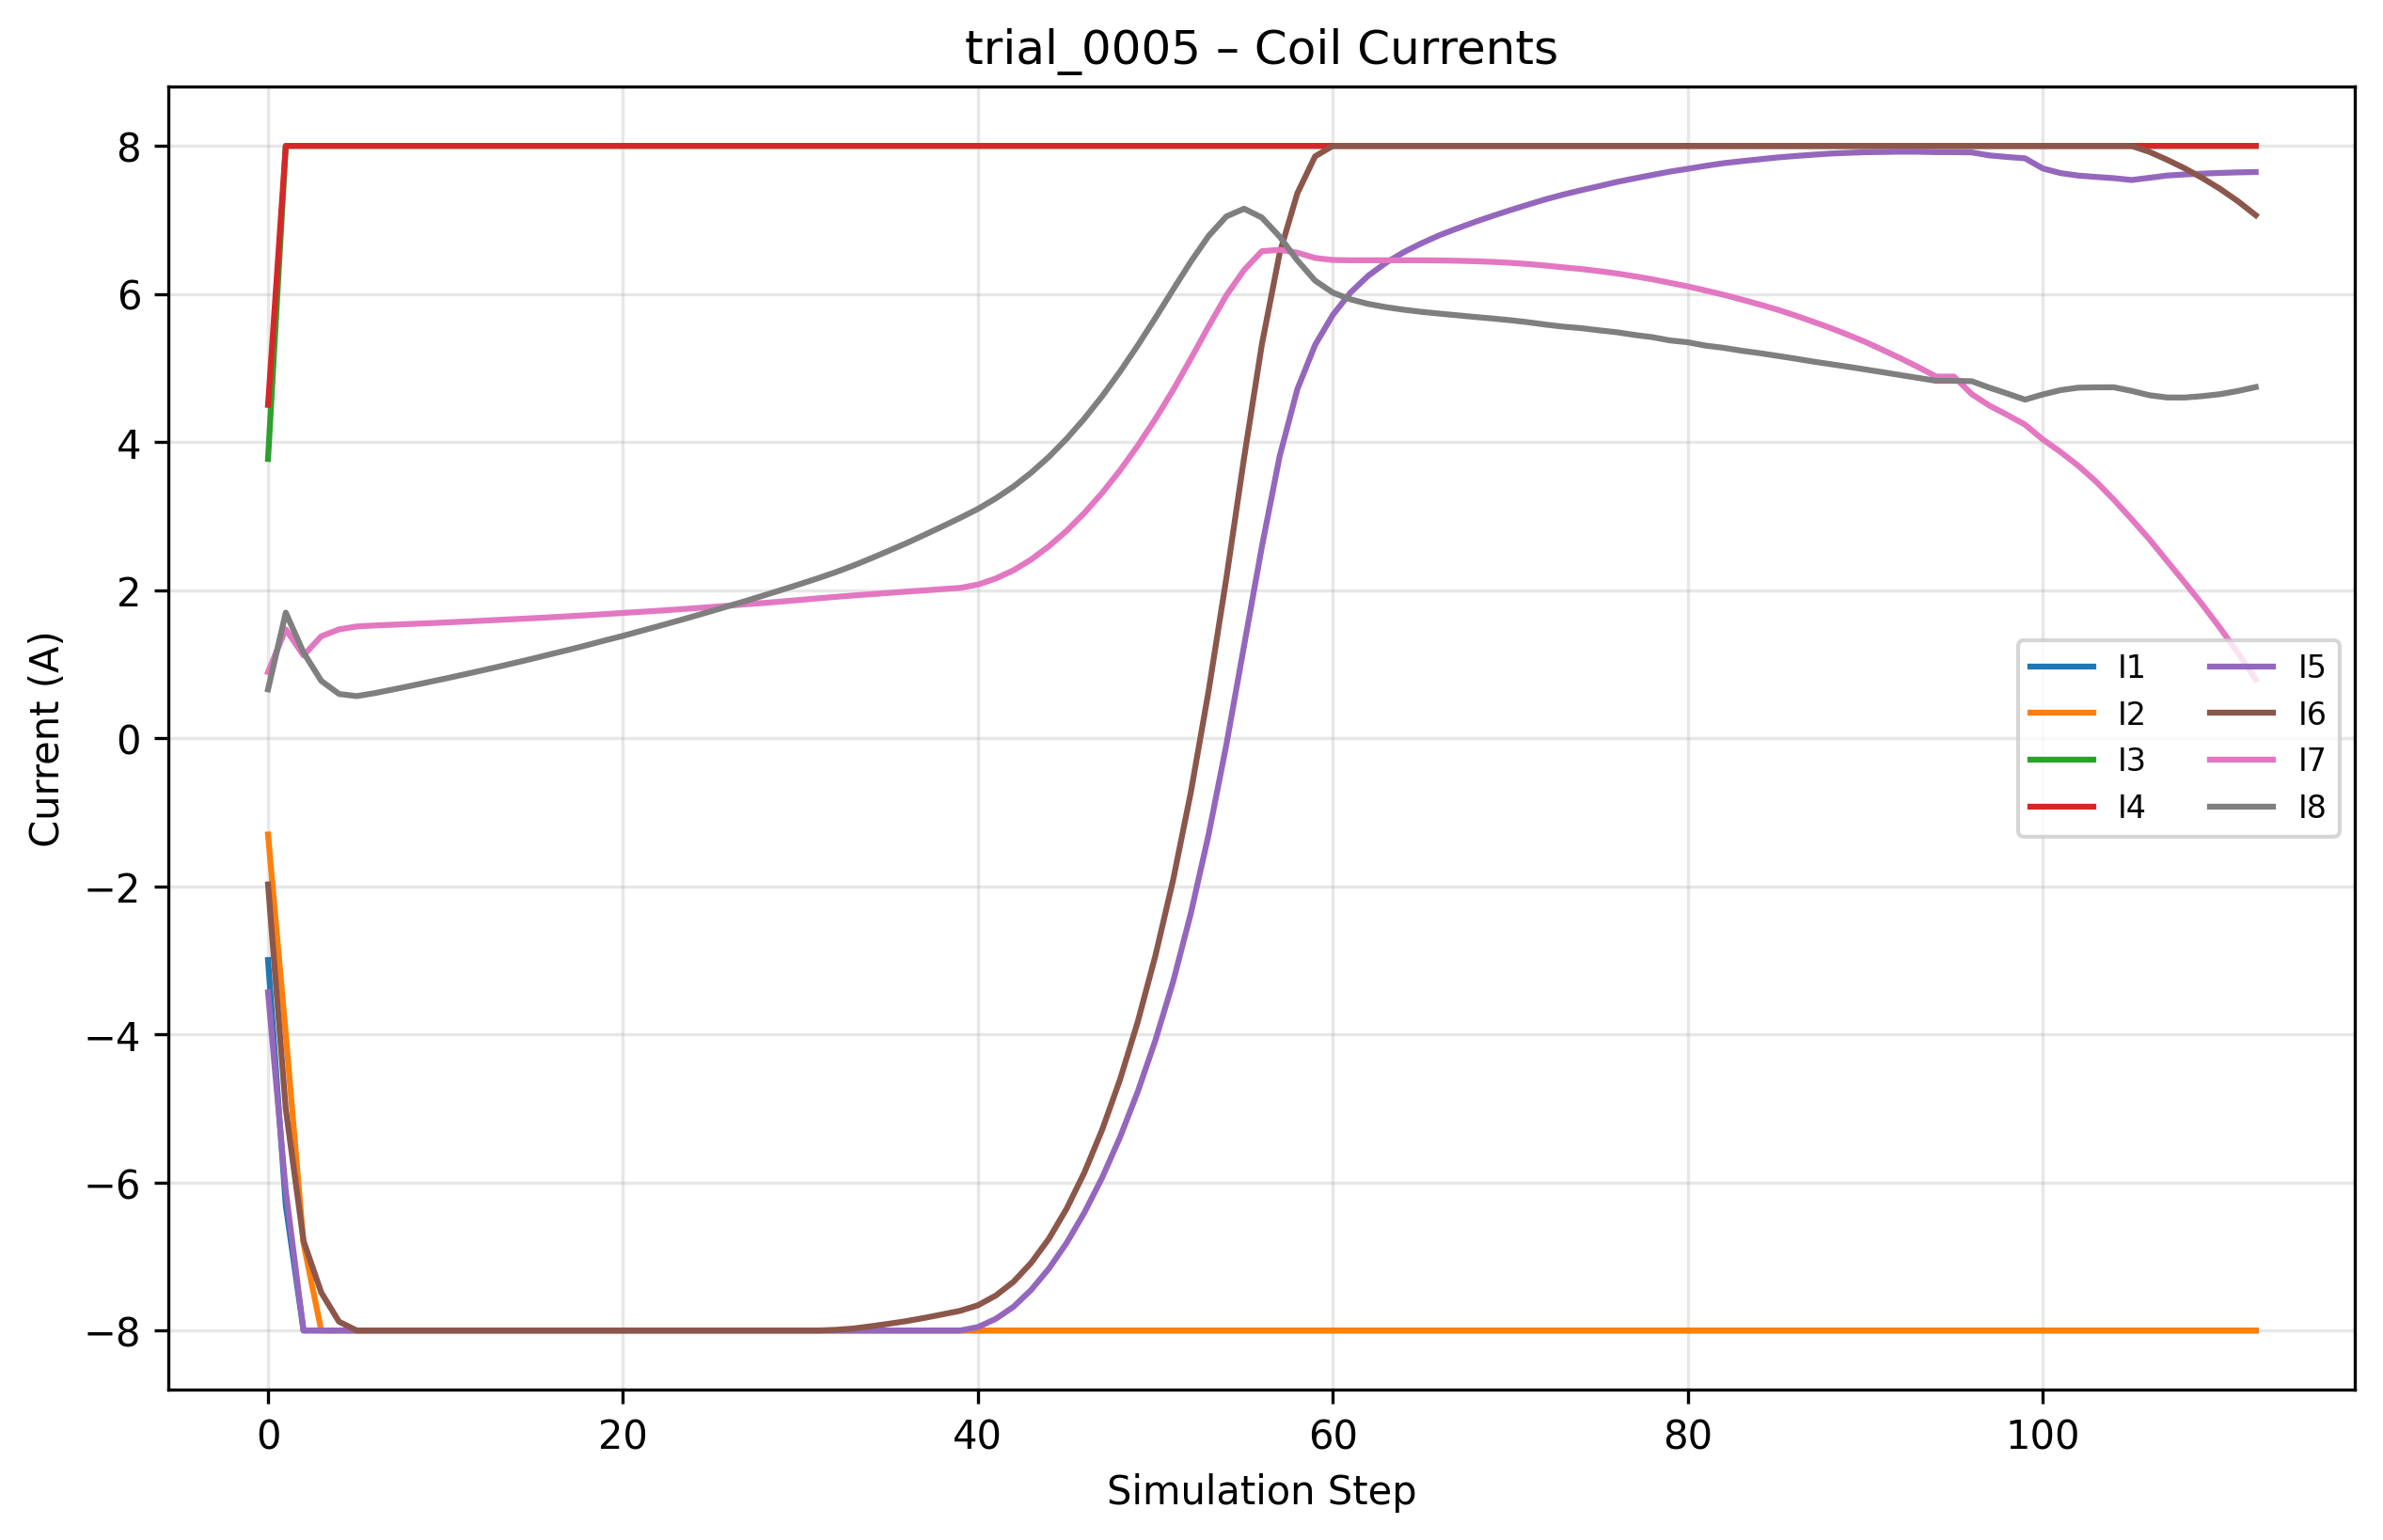 trial_0005 – Coil Currents
Current (A)
8
6
4
2
0
−2
−4
−6
−8
I1
I2
I3
I4
I5
I6
I7
I8
0
20
40
60
80
100
Simulation Step